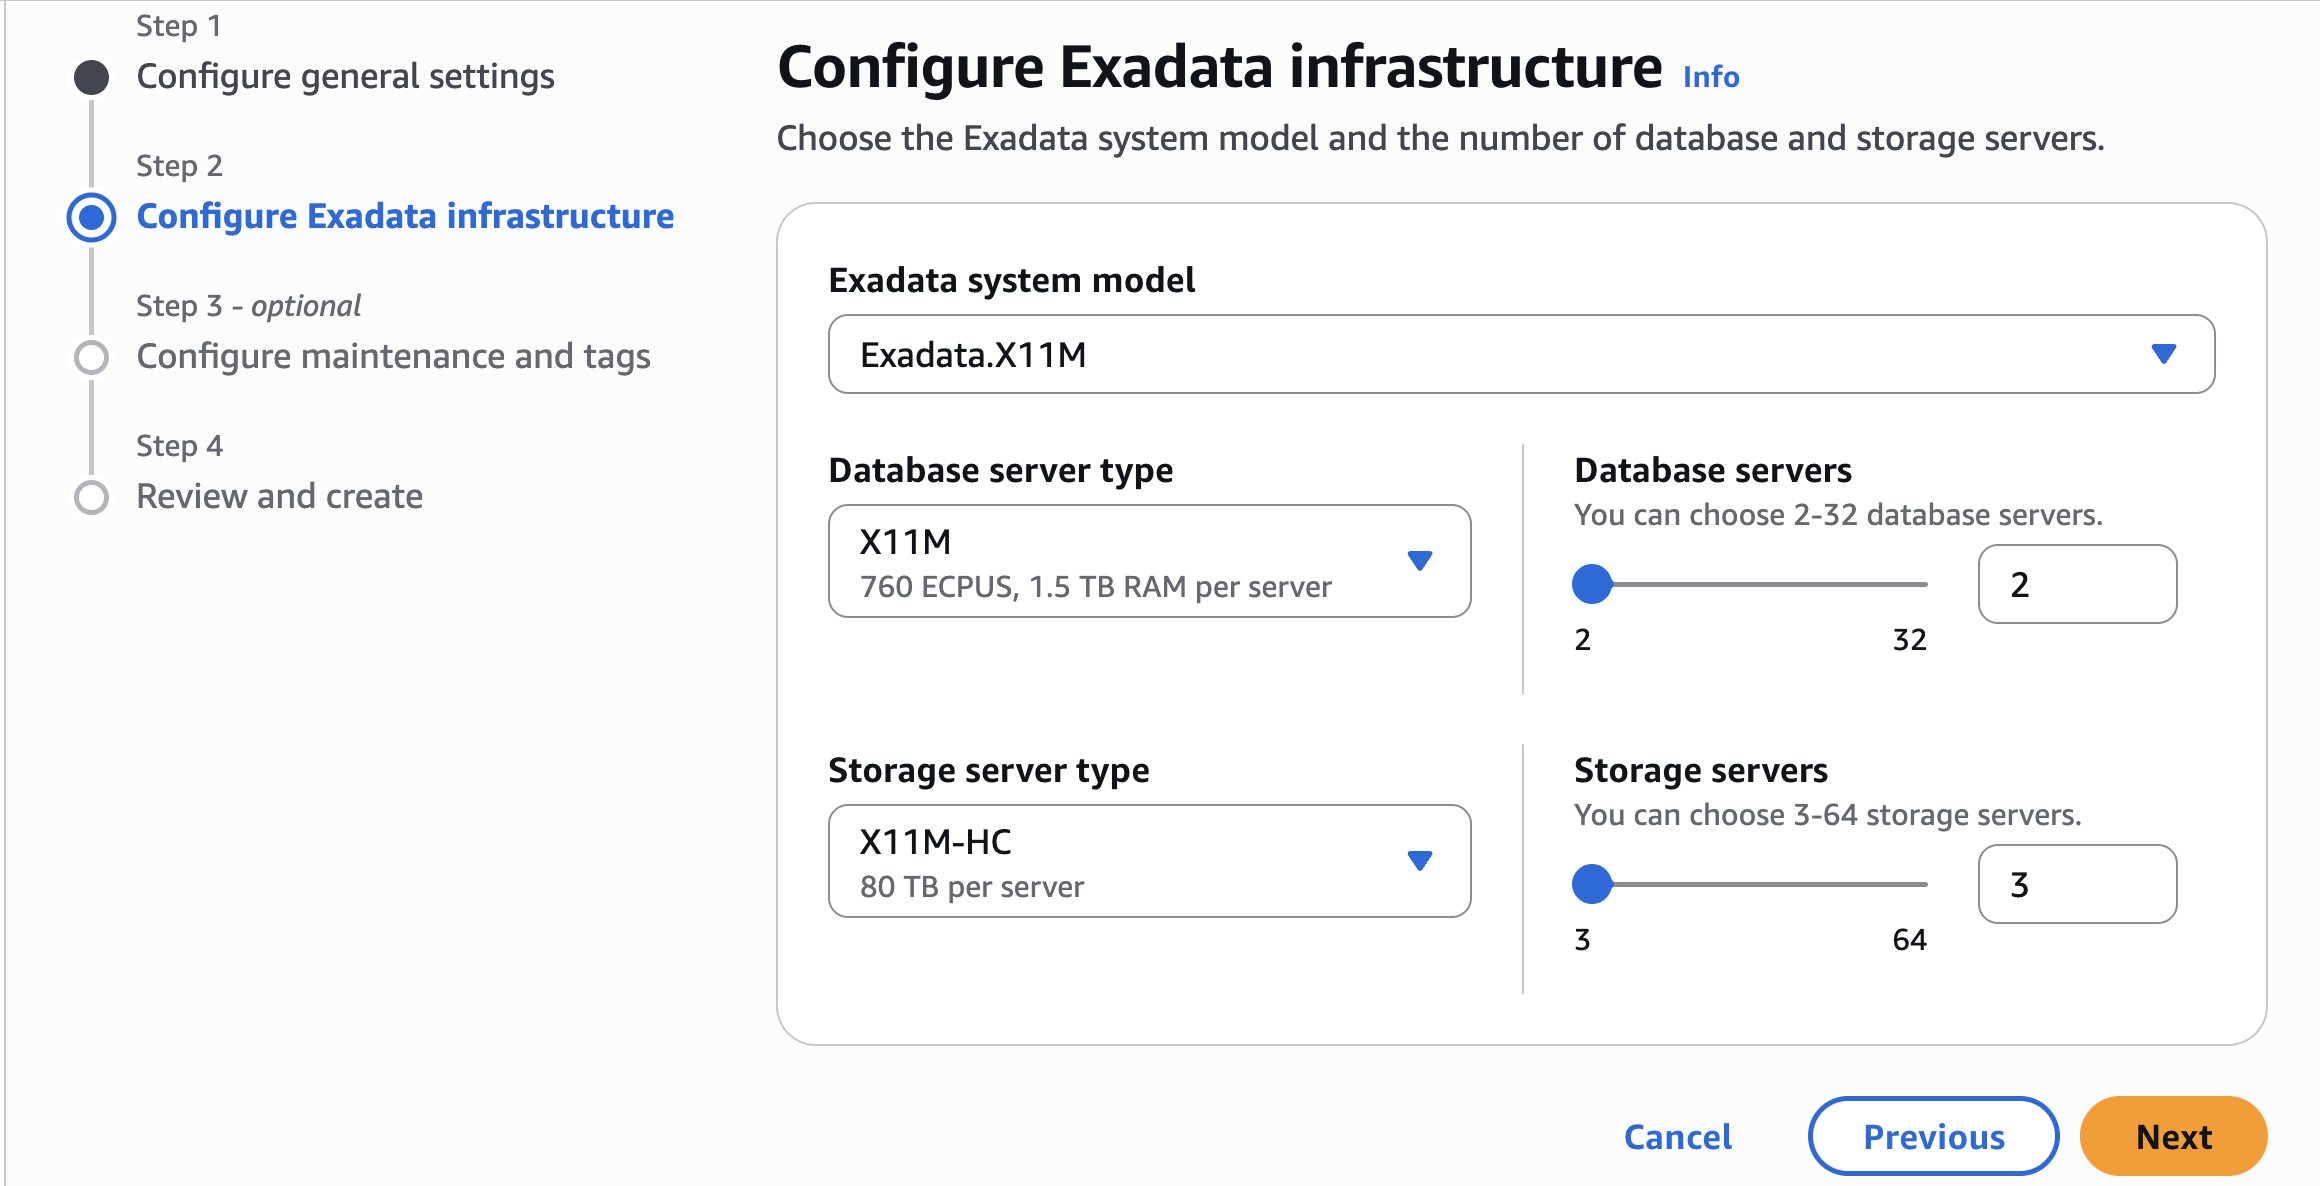 Step 1
Configure general settings
Step 2
Configure Exadata infrastructure
Step 3 - optional
Configure maintenance and tags
Step 4
Review and create
Configure Exadata infrastructure Info
Choose the Exadata system model and the number of database and storage servers.
Exadata system model
Exadata.X11M
Database server type
X11M
760 ECPUS, 1.5 TB RAM per server
Database servers
You can choose 2-32 database servers.
2
2 32
Storage server type
X11M-HC
80 TB per server
Storage servers
You can choose 3-64 storage servers.
3
3 64
Cancel Previous Next